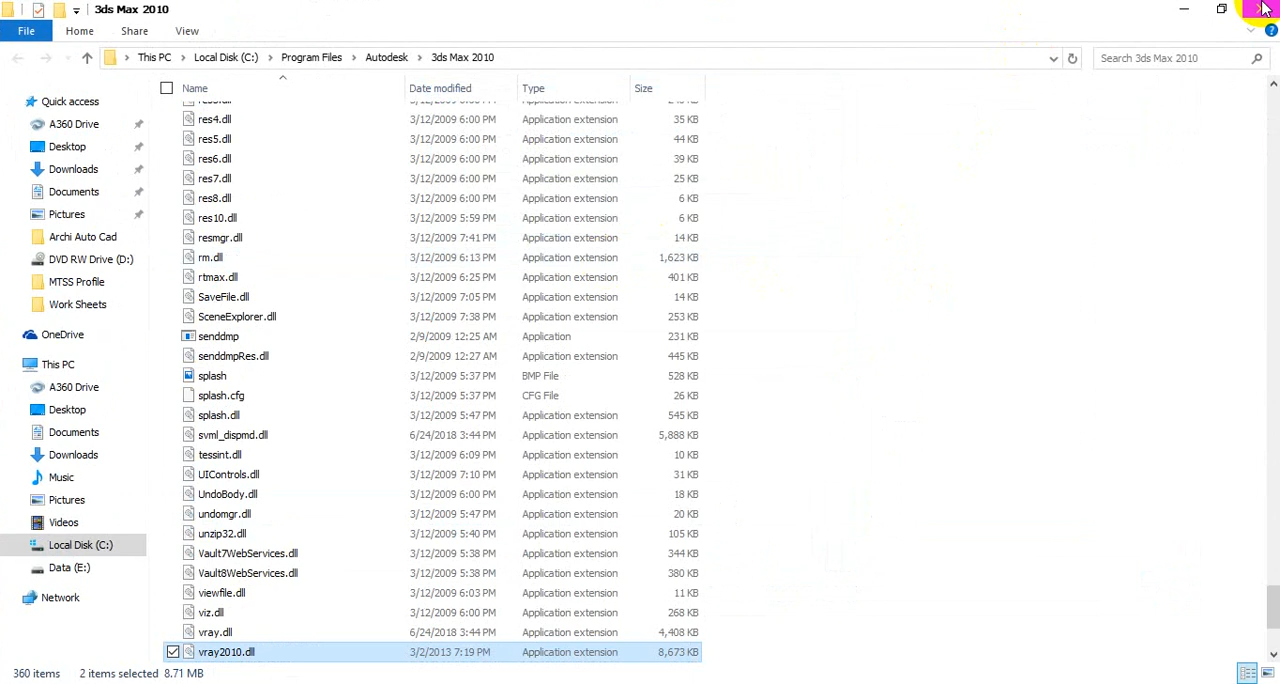 3ds Max 2010
File Home Share View
This PC Local Disk (C:) Program Files Autodesk 3ds Max 2010 Search 3ds Max 2010
Quick access
A360 Drive
Desktop
Downloads
Documents
Pictures
Archi Auto Cad
DVD RW Drive (D:)
MTSS Profile
Work Sheets
OneDrive
This PC
A360 Drive
Desktop
Documents
Downloads
Music
Pictures
Videos
Local Disk (C:)
Data (E:)
Network
Name Date modified Type Size
res4.dll 3/12/2009 6:00 PM Application extension 35 KB
res5.dll 3/12/2009 6:00 PM Application extension 44 KB
res6.dll 3/12/2009 6:00 PM Application extension 39 KB
res7.dll 3/12/2009 6:00 PM Application extension 25 KB
res8.dll 3/12/2009 6:00 PM Application extension 6 KB
res10.dll 3/12/2009 5:59 PM Application extension 6 KB
resmgr.dll 3/12/2009 7:41 PM Application extension 14 KB
rm.dll 3/12/2009 6:13 PM Application extension 1,623 KB
rtmax.dll 3/12/2009 6:25 PM Application extension 401 KB
SaveFile.dll 3/12/2009 7:05 PM Application extension 14 KB
SceneExplorer.dll 3/12/2009 7:38 PM Application extension 253 KB
senddmp 2/9/2009 12:25 AM Application 231 KB
senddmpRes.dll 2/9/2009 12:27 AM Application extension 445 KB
splash 3/12/2009 5:37 PM BMP File 528 KB
splash.cfg 3/12/2009 5:37 PM CFG File 26 KB
splash.dll 3/12/2009 5:47 PM Application extension 545 KB
svml_dispmd.dll 6/24/2018 3:44 PM Application extension 5,888 KB
tessint.dll 3/12/2009 6:09 PM Application extension 10 KB
UIControls.dll 3/12/2009 7:10 PM Application extension 31 KB
UndoBody.dll 3/12/2009 6:00 PM Application extension 18 KB
undomgr.dll 3/12/2009 5:47 PM Application extension 20 KB
unzip32.dll 3/12/2009 5:40 PM Application extension 105 KB
Vault7WebServices.dll 3/12/2009 5:38 PM Application extension 344 KB
Vault8WebServices.dll 3/12/2009 5:38 PM Application extension 380 KB
viewfile.dll 3/12/2009 6:03 PM Application extension 11 KB
viz.dll 3/12/2009 6:00 PM Application extension 268 KB
vray.dll 6/24/2018 3:44 PM Application extension 4,408 KB
vray2010.dll 3/2/2013 7:19 PM Application extension 8,673 KB
360 items 2 items selected 8.71 MB